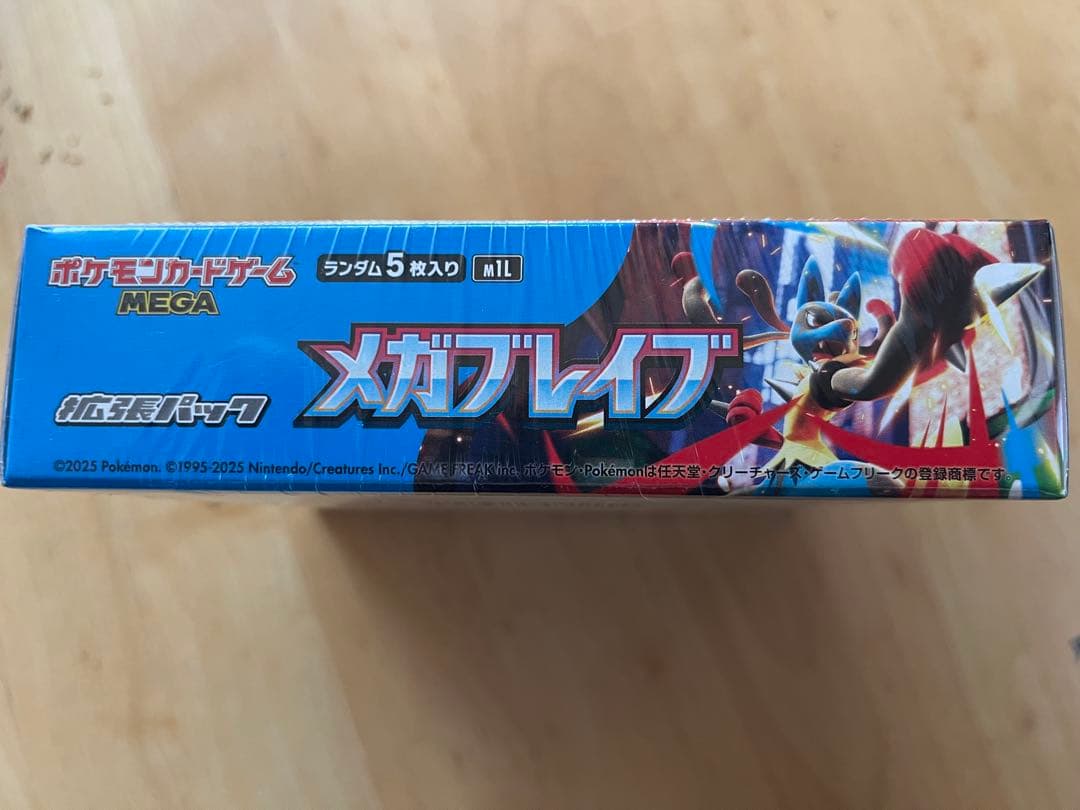 ポケモンカードゲーム
MEGA
ランダム5枚入り
M1L
メガブレイブ
拡張パック
©2025 Pokémon. ©1995-2025 Nintendo/Creatures Inc./GAME FREAK inc. ポケモン・Pokémonは任天堂・クリーチャーズ・ゲームフリークの登録商標です。